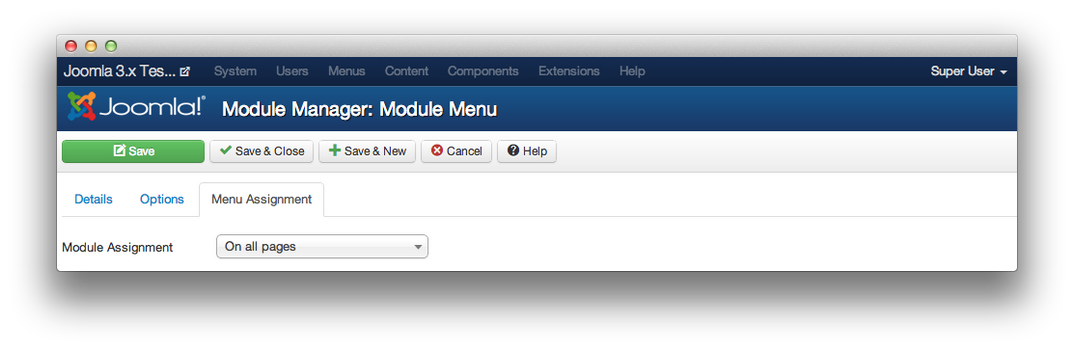 Joomla 3.x Tes... System Users Menus Content Components Extensions Help Super User
Joomla!® Module Manager: Module Menu
Save Save & Close Save & New Cancel Help
Details Options Menu Assignment
Module Assignment On all pages